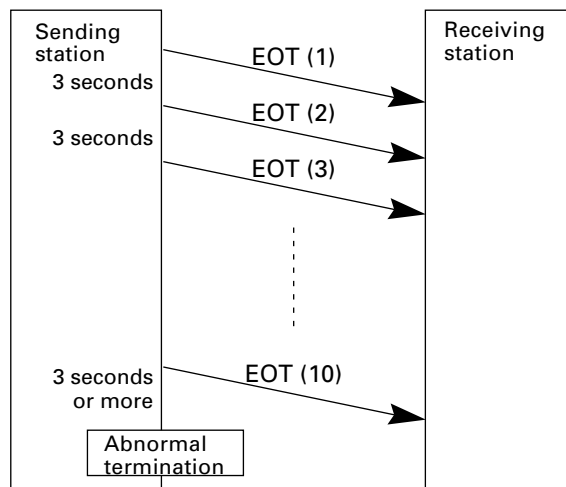 Sending
station
Receiving
station
EOT (1)
3 seconds
EOT (2)
3 seconds
EOT (3)
EOT (10)
3 seconds
or more
Abnormal
termination